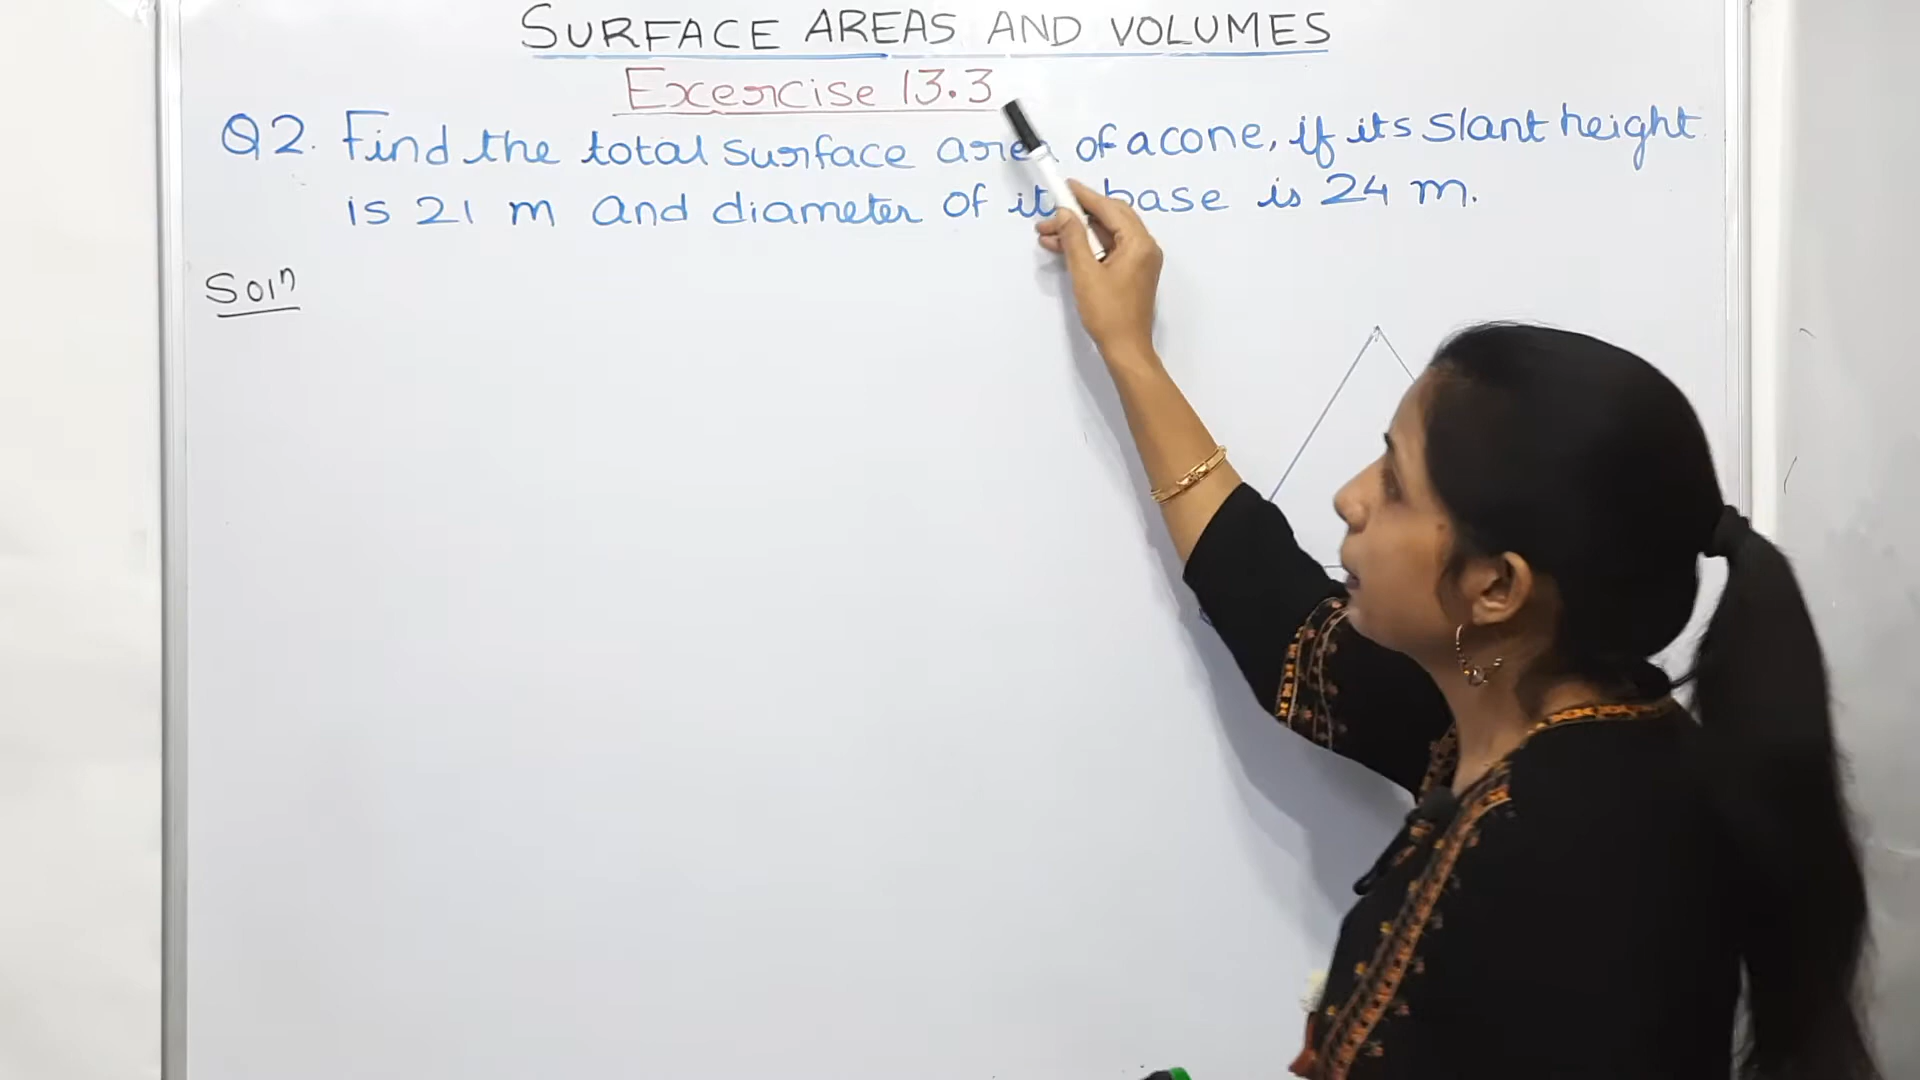 SURFACE AREAS AND VOLUMES
Exercise 13.3
Q2. Find the total surface area of a cone, if its slant height
is 21 m and diameter of its base is 24 m.
Solⁿ